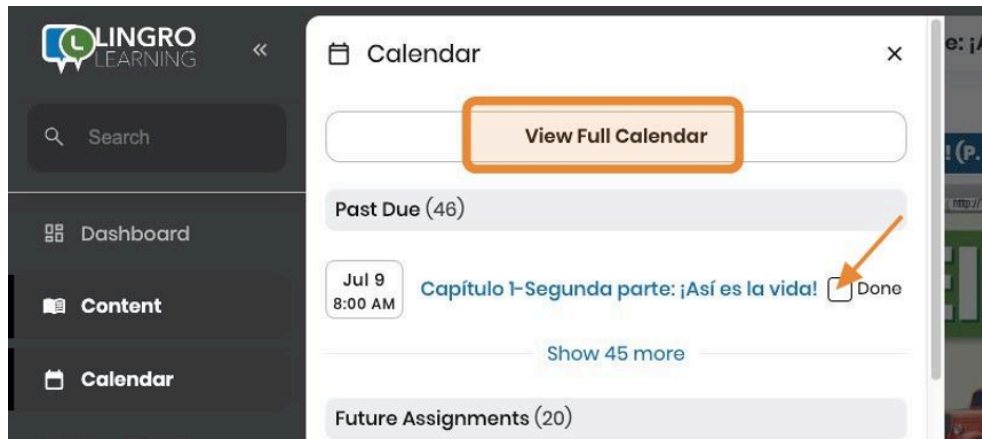 LINGRO
LEARNING
«
Search
Dashboard
Content
Calendar
Calendar
×
View Full Calendar
Past Due (46)
Jul 9
8:00 AM
Capítulo 1-Segunda parte: ¡Así es la vida!
Done
Show 45 more
Future Assignments (20)
e: ¡A
! (P.
http://